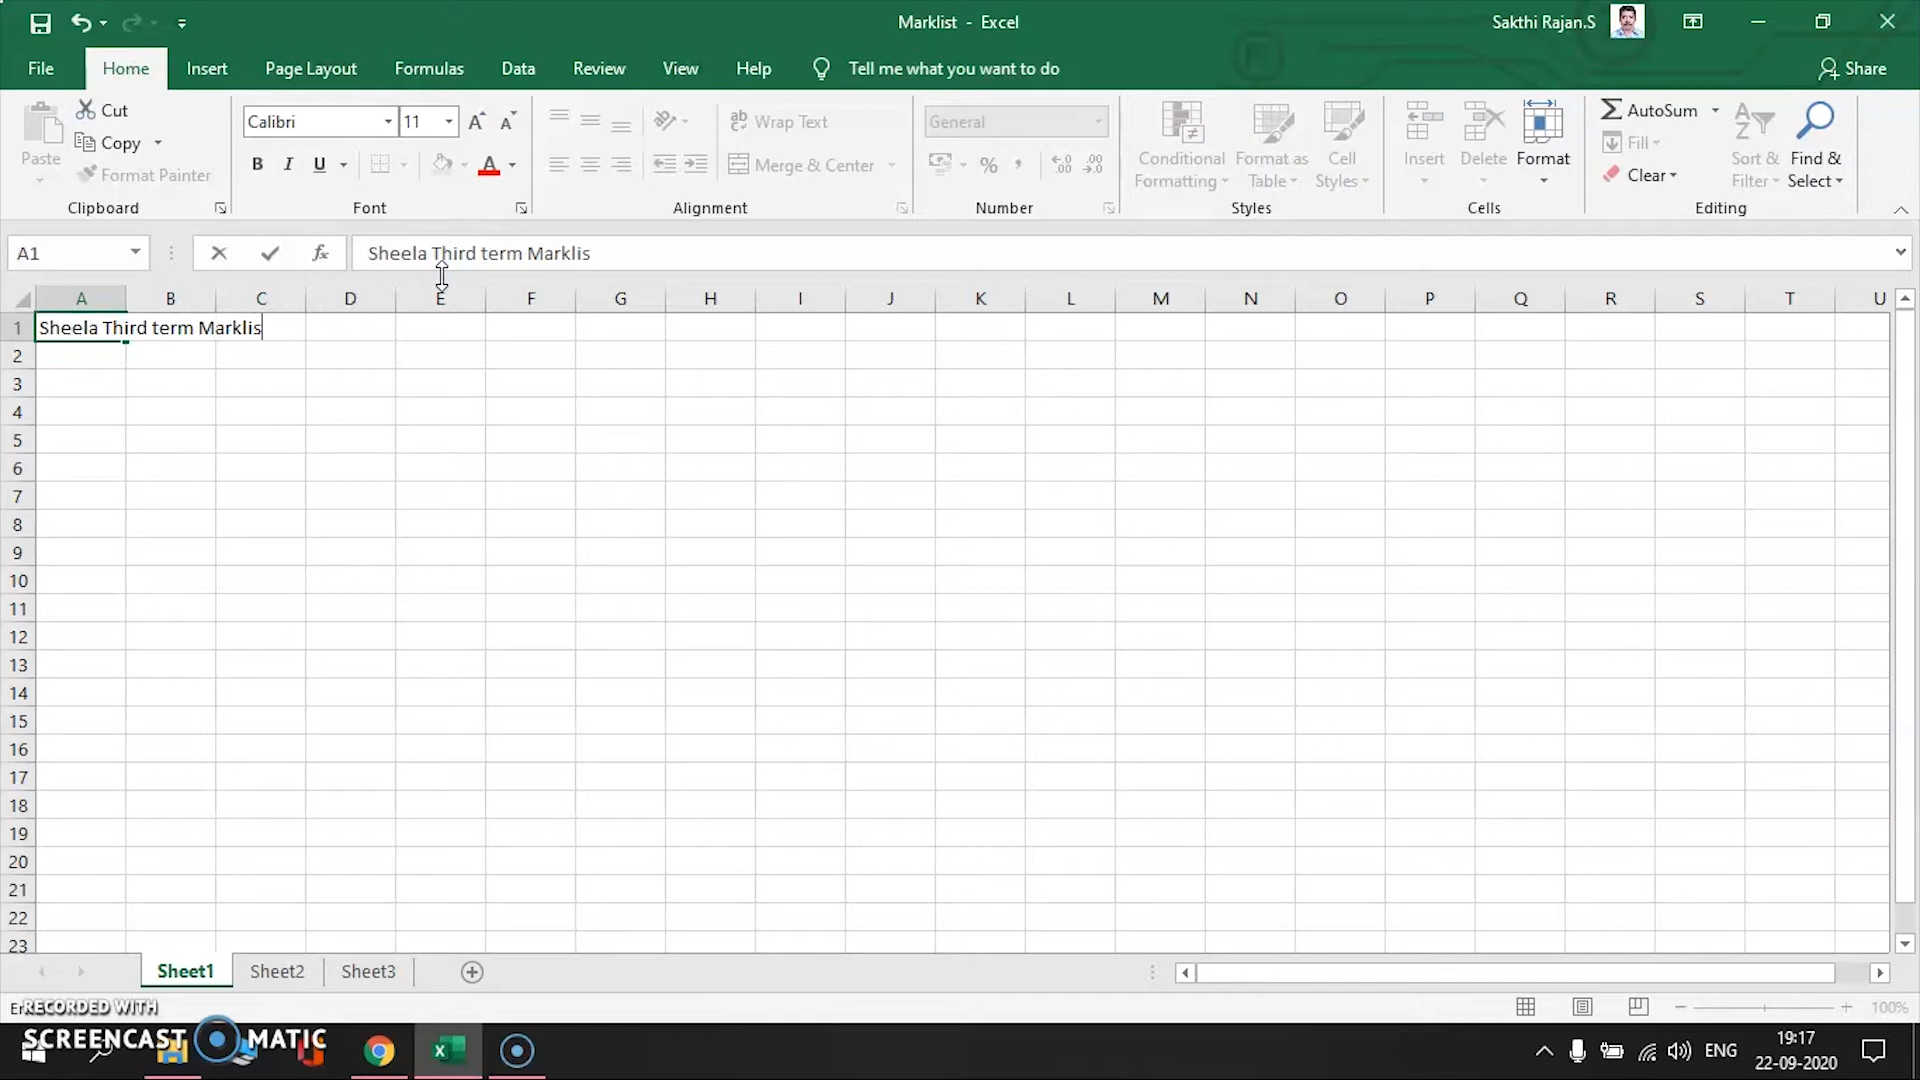 Marklist - Excel
Sakthi Rajan.S
File Home Insert Page Layout Formulas Data Review View Help Tell me what you want to do Share
Cut
Copy
Format Painter
Paste
Clipboard
Calibri 11
B I U A
Font
Wrap Text
Merge & Center
Alignment
General
%
Number
Conditional Formatting
Format as Table
Cell Styles
Styles
Insert Delete Format
Cells
AutoSum
Fill
Clear
Sort & Filter
Find & Select
Editing
A1 fx Sheela Third term Marklis
A B C D E F G H I J K L M N O P Q R S T U
1 Sheela Third term Marklis
2
3
4
5
6
7
8
9
10
11
12
13
14
15
16
17
18
19
20
21
22
23
Sheet1 Sheet2 Sheet3
100%
RECORDED WITH
SCREENCAST MATIC
ENG
19:17
22-09-2020